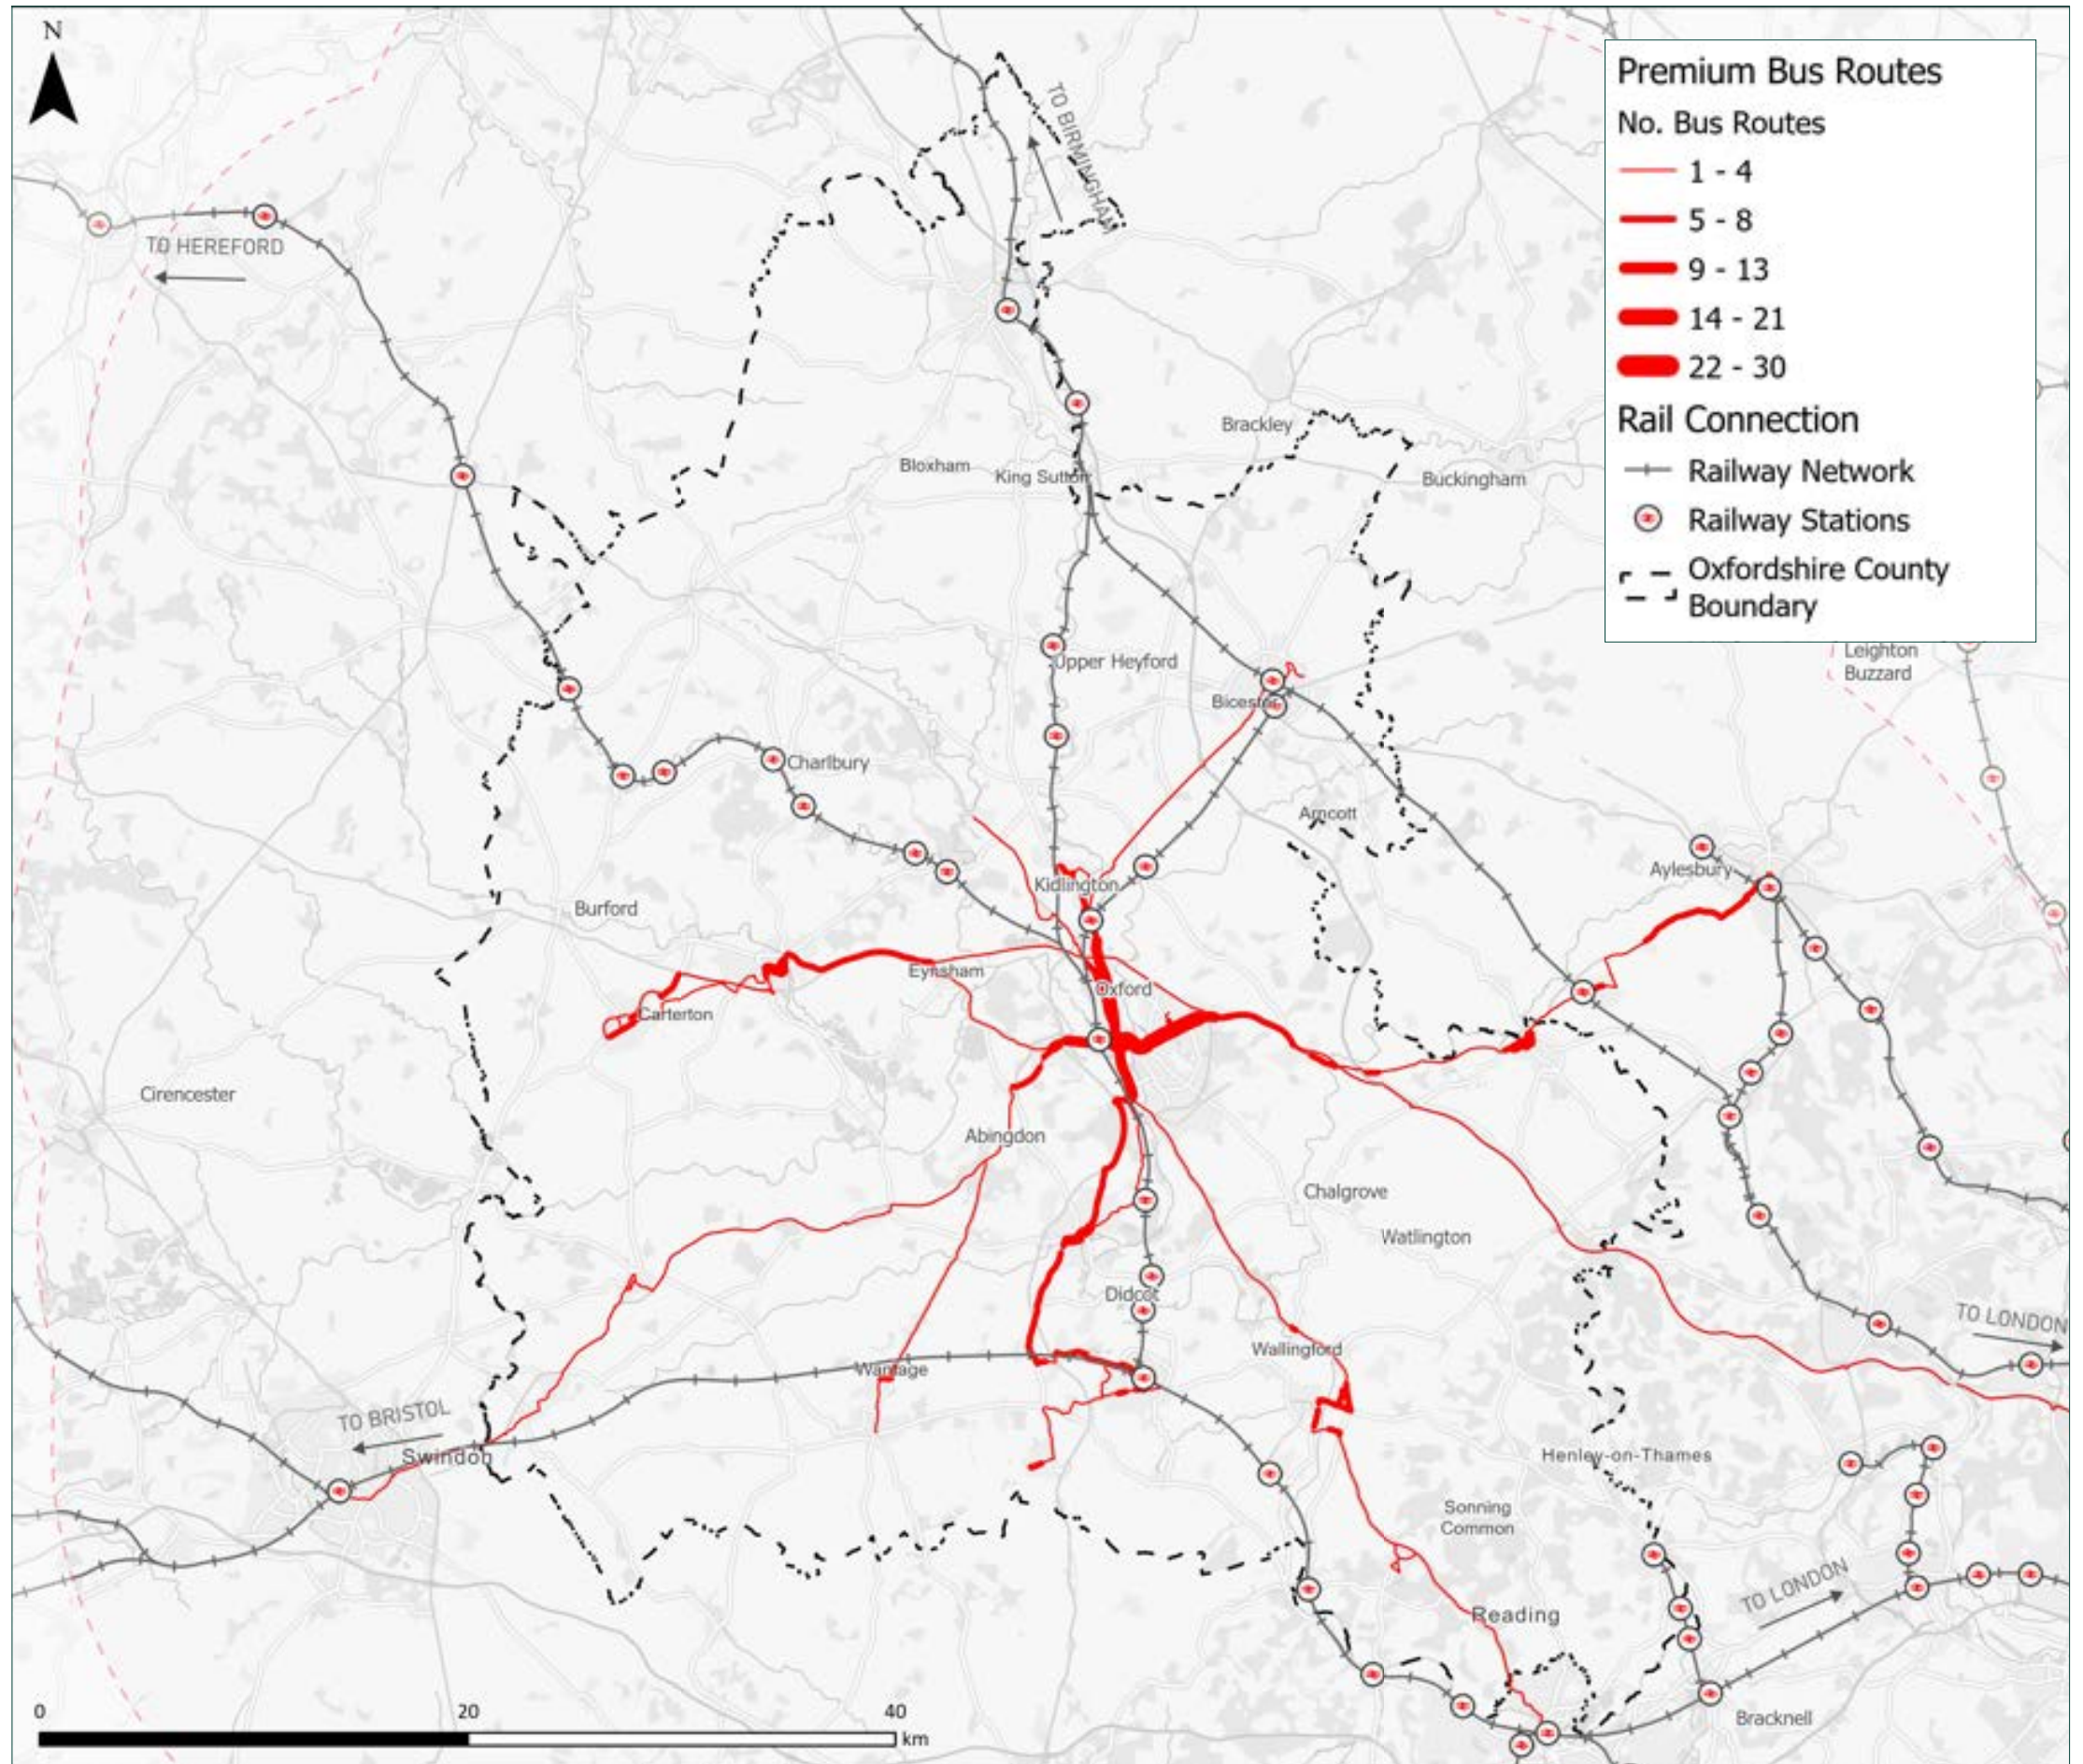 N
TO BIRMINGHAM
Premium Bus Routes
No. Bus Routes
1 - 4
5 - 8
9 - 13
14 - 21
22 - 30
Rail Connection
Railway Network
Railway Stations
Oxfordshire County
Boundary
TO HEREFORD
Brackley
Bloxham
King Sutton
Buckingham
Leighton
Buzzard
Upper Heyford
Bicester
Charlbury
Arncott
Aylesbury
Kidlington
Burford
Eynsham
Oxford
Carterton
Cirencester
Abingdon
Chalgrove
Watlington
Didcot
TO LONDON
Wallingford
Wantage
TO BRISTOL
Swindon
Henley-on-Thames
Sonning
Common
TO LONDON
Reading
Bracknell
0 20 40
km